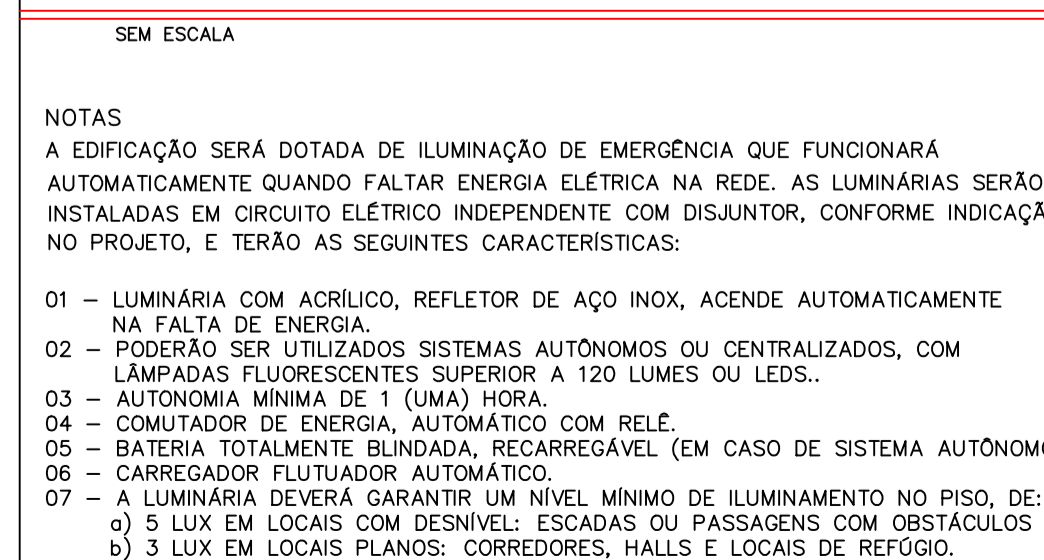 SEM ESCALA
NOTAS
A EDIFICAÇÃO SERÁ DOTADA DE ILUMINAÇÃO DE EMERGÊNCIA QUE FUNCIONARÁ
AUTOMATICAMENTE QUANDO FALTAR ENERGIA ELÉTRICA NA REDE. AS LUMINÁRIAS SERÃO
INSTALADAS EM CIRCUITO ELÉTRICO INDEPENDENTE COM DISJUNTOR, CONFORME INDICAÇÃ
NO PROJETO, E TERÃO AS SEGUINTES CARACTERÍSTICAS:
01 – LUMINÁRIA COM ACRÍLICO, REFLETOR DE AÇO INOX, ACENDE AUTOMATICAMENTE
NA FALTA DE ENERGIA.
02 – PODERÃO SER UTILIZADOS SISTEMAS AUTÔNOMOS OU CENTRALIZADOS, COM
LÂMPADAS FLUORESCENTES SUPERIOR A 120 LUMES OU LEDS..
03 – AUTONOMIA MÍNIMA DE 1 (UMA) HORA.
04 – COMUTADOR DE ENERGIA, AUTOMÁTICO COM RELÊ.
05 – BATERIA TOTALMENTE BLINDADA, RECARREGÁVEL (EM CASO DE SISTEMA AUTÔNOMO
06 – CARREGADOR FLUTUADOR AUTOMÁTICO.
07 – A LUMINÁRIA DEVERÁ GARANTIR UM NÍVEL MÍNIMO DE ILUMINAMENTO NO PISO, DE:
a) 5 LUX EM LOCAIS COM DESNÍVEL: ESCADAS OU PASSAGENS COM OBSTÁCULOS
b) 3 LUX EM LOCAIS PLANOS: CORREDORES, HALLS E LOCAIS DE REFÚGIO.